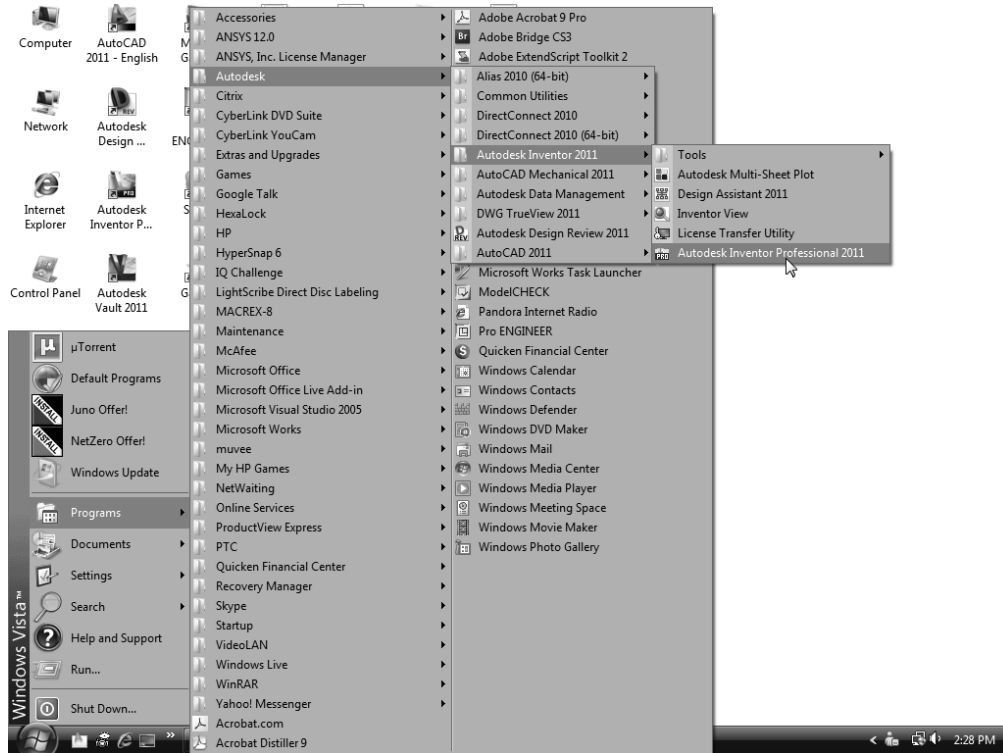 Computer
AutoCAD
2011 - English
Network
Autodesk
Design ...
Internet
Explorer
Autodesk
Inventor P...
Control Panel
Autodesk
Vault 2011
Windows Vista™
µTorrent
Default Programs
INSTALL
Juno Offer!
INSTALL
NetZero Offer!
Windows Update
Programs
Documents
Settings
Search
Help and Support
Run...
Shut Down...
Accessories
ANSYS 12.0
ANSYS, Inc. License Manager
Autodesk
Citrix
CyberLink DVD Suite
CyberLink YouCam
Extras and Upgrades
Games
Google Talk
HexaLock
HP
HyperSnap 6
IQ Challenge
LightScribe Direct Disc Labeling
MACREX-8
Maintenance
McAfee
Microsoft Office
Microsoft Office Live Add-in
Microsoft Visual Studio 2005
Microsoft Works
muvee
My HP Games
NetWaiting
Online Services
ProductView Express
PTC
Quicken Financial Center
Recovery Manager
Skype
Startup
VideoLAN
Windows Live
WinRAR
Yahoo! Messenger
Acrobat.com
Acrobat Distiller 9
Adobe Acrobat 9 Pro
Br Adobe Bridge CS3
Adobe ExtendScript Toolkit 2
Alias 2010 (64-bit)
Common Utilities
DirectConnect 2010
DirectConnect 2010 (64-bit)
Autodesk Inventor 2011
AutoCAD Mechanical 2011
Autodesk Data Management
DWG TrueView 2011
Autodesk Design Review 2011
AutoCAD 2011
Microsoft Works Task Launcher
ModelCHECK
Pandora Internet Radio
Pro ENGINEER
Quicken Financial Center
Windows Calendar
Windows Contacts
Windows Defender
Windows DVD Maker
Windows Mail
Windows Media Center
Windows Media Player
Windows Meeting Space
Windows Movie Maker
Windows Photo Gallery
Tools
Autodesk Multi-Sheet Plot
Design Assistant 2011
Inventor View
License Transfer Utility
PRO Autodesk Inventor Professional 2011
2:28 PM